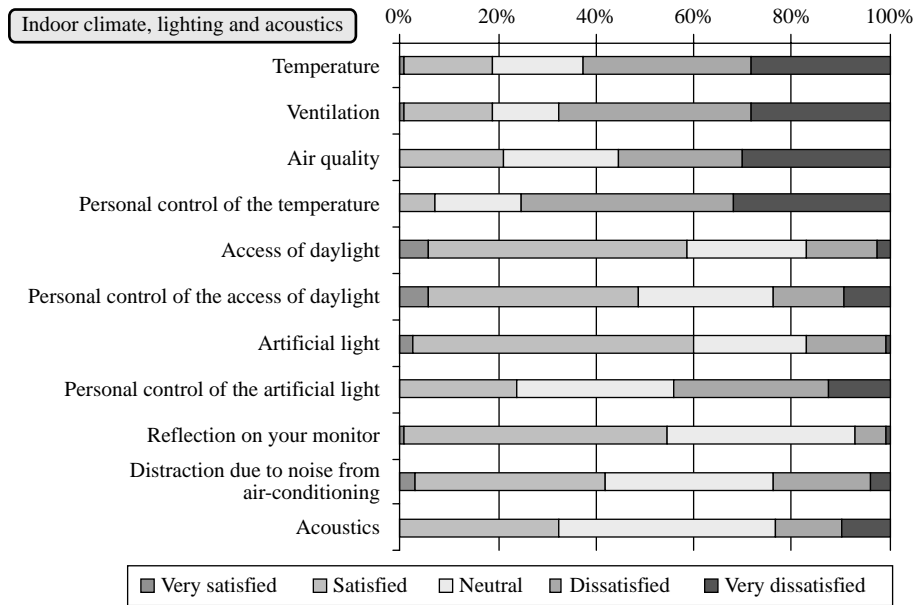 Indoor climate, lighting and acoustics
0% 20% 40% 60% 80% 100%
Temperature
Ventilation
Air quality
Personal control of the temperature
Access of daylight
Personal control of the access of daylight
Artificial light
Personal control of the artificial light
Reflection on your monitor
Distraction due to noise from
air-conditioning
Acoustics
Very satisfied Satisfied Neutral Dissatisfied Very dissatisfied